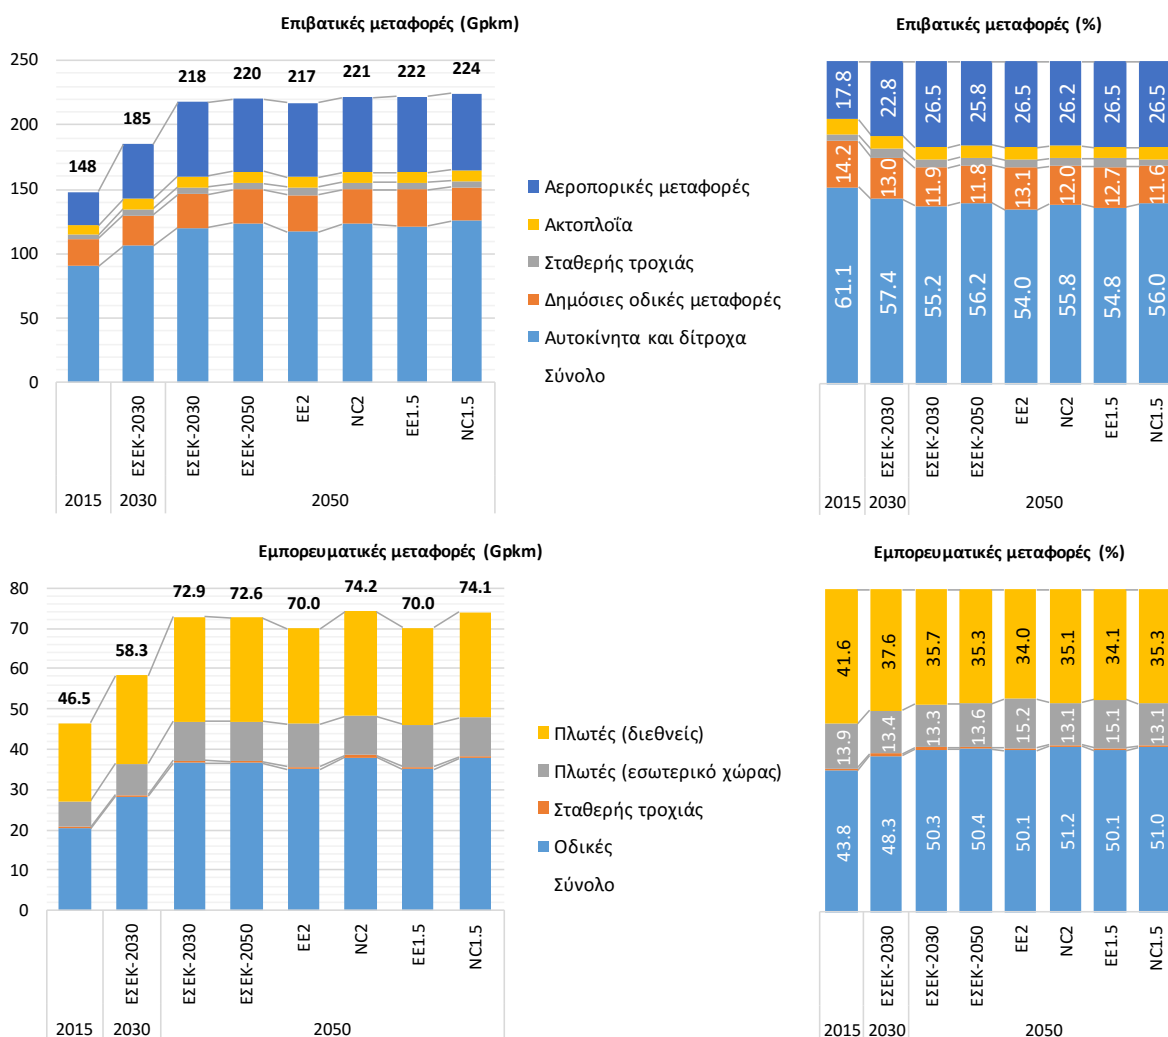 Επιβατικές μεταφορές (Gpkm)
250
200
150
100
50
0
148
185
218
220
217
221
222
224
ΕΣΕΚ-2030
ΕΣΕΚ-2030
ΕΣΕΚ-2050
EE2
NC2
EE1.5
NC1.5
2015
2030
2050
Αεροπορικές μεταφορές
Ακτοπλοΐα
Σταθερής τροχιάς
Δημόσιες οδικές μεταφορές
Αυτοκίνητα και δίτροχα
Σύνολο
Επιβατικές μεταφορές (%)
17.8
22.8
26.5
25.8
26.5
26.2
26.5
26.5
14.2
13.0
11.9
11.8
13.1
12.0
12.7
11.6
61.1
57.4
55.2
56.2
54.0
55.8
54.8
56.0
ΕΣΕΚ-2030
ΕΣΕΚ-2030
ΕΣΕΚ-2050
EE2
NC2
EE1.5
NC1.5
2015
2030
2050
Εμπορευματικές μεταφορές (Gpkm)
80
70
60
50
40
30
20
10
0
46.5
58.3
72.9
72.6
70.0
74.2
70.0
74.1
ΕΣΕΚ-2030
ΕΣΕΚ-2030
ΕΣΕΚ-2050
EE2
NC2
EE1.5
NC1.5
2015
2030
2050
Πλωτές (διεθνείς)
Πλωτές (εσωτερικό χώρας)
Σταθερής τροχιάς
Οδικές
Σύνολο
Εμπορευματικές μεταφορές (%)
41.6
37.6
35.7
35.3
34.0
35.1
34.1
35.3
13.9
13.4
13.3
13.6
15.2
13.1
15.1
13.1
43.8
48.3
50.3
50.4
50.1
51.2
50.1
51.0
ΕΣΕΚ-2030
ΕΣΕΚ-2030
ΕΣΕΚ-2050
EE2
NC2
EE1.5
NC1.5
2015
2030
2050